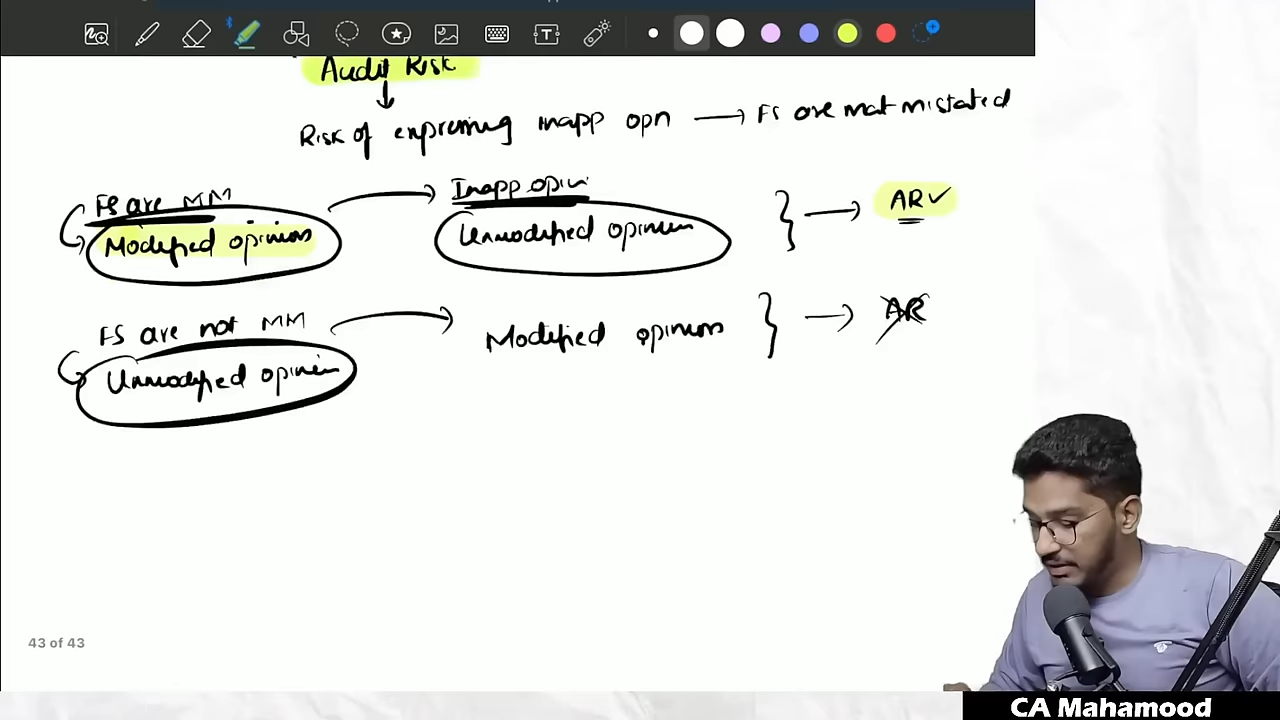 Audit Risk
Risk of expressing inapp opn → FS are mat mistated
FS are MM → Inapp opin
Modified opinion Unmodified opinion } → AR✓
FS are not MM → Modified opinion } → AR
Unmodified opinion
43 of 43
CA Mahamood